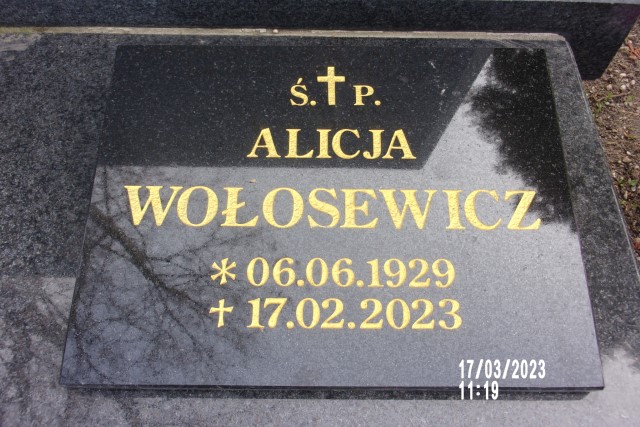 Ś.✝P.
ALICJA
WOŁOSEWICZ
* 06.06.1929
✝ 17.02.2023
17/03/2023
11:19